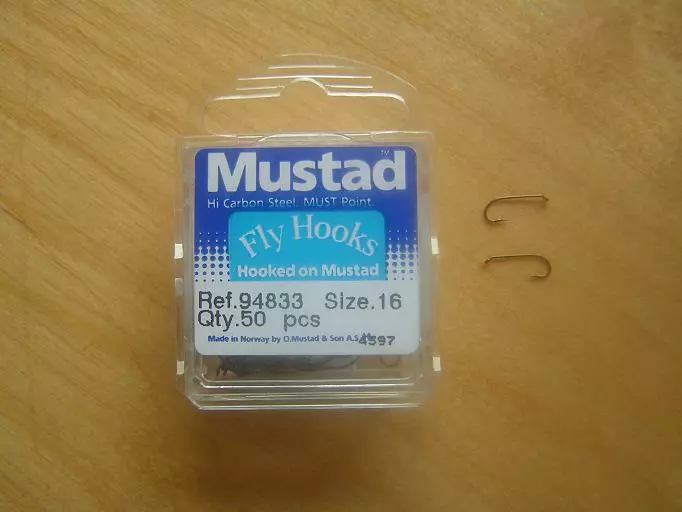 Mustad™
Hi Carbon Steel. MUST Point.
Fly Hooks
Hooked on Mustad
Ref.94833 Size.16
Qty.50 pcs
Made in Norway by O.Mustad & Son A.S.
4597